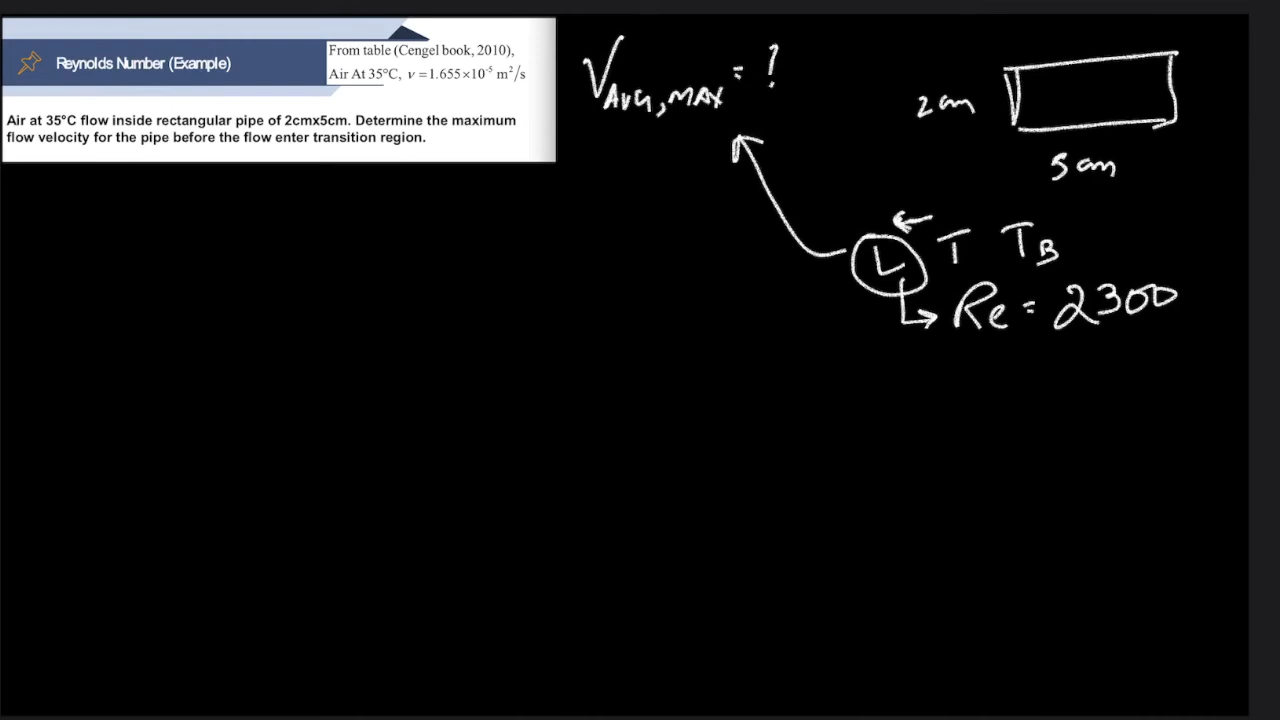 Reynolds Number (Example)
From table (Cengel book, 2010),
Air At 35°C, ν = 1.655×10⁻⁵ m²/s
Air at 35°C flow inside rectangular pipe of 2cmx5cm. Determine the maximum
flow velocity for the pipe before the flow enter transition region.
V_AVG,MAX = ?
2cm
5cm
L T T_B
Re = 2300